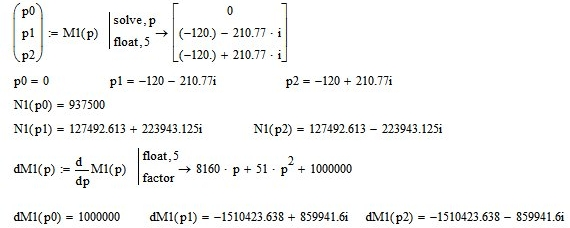 (p0 p1 p2) := M1(p) | solve, p float, 5 → [0 (-120.) - 210.77 · i (-120.) + 210.77 · i]
p0 = 0 p1 = -120 - 210.77i p2 = -120 + 210.77i
N1(p0) = 937500
N1(p1) = 127492.613 + 223943.125i N1(p2) = 127492.613 - 223943.125i
dM1(p) := d/dp M1(p) | float, 5 factor → 8160 · p + 51 · p² + 1000000
dM1(p0) = 1000000 dM1(p1) = -1510423.638 + 859941.6i dM1(p2) = -1510423.638 - 859941.6i